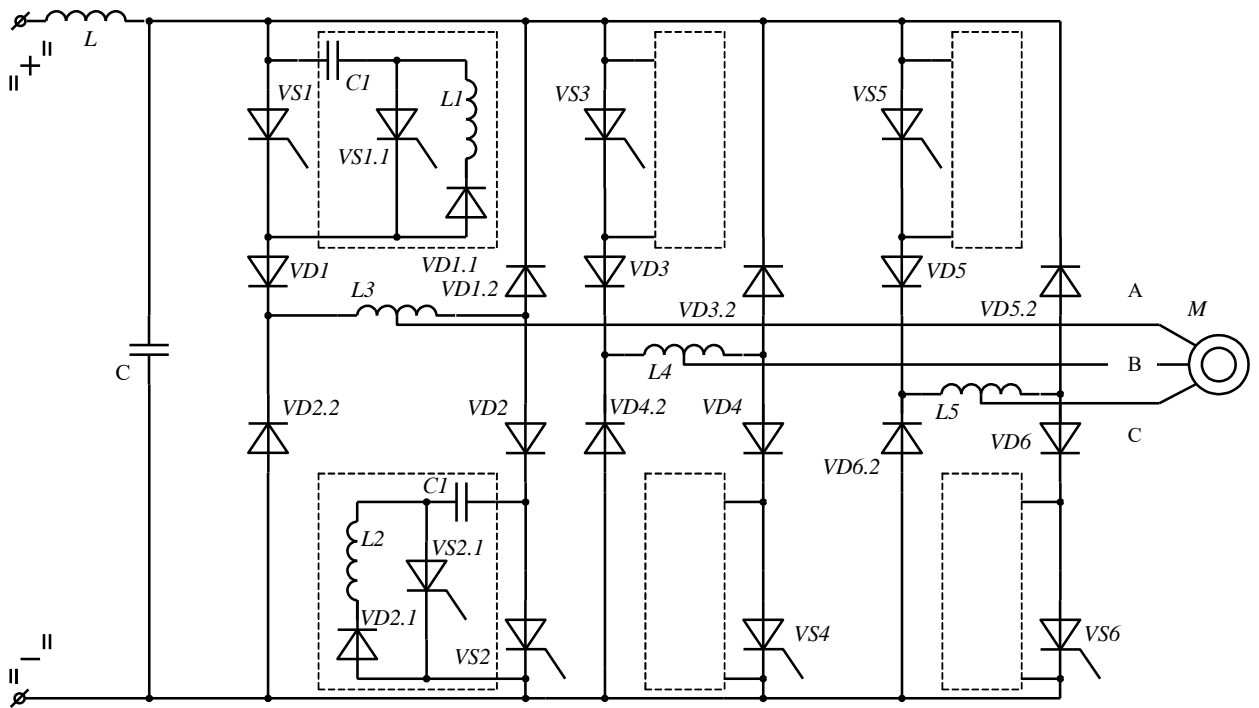 L
"+"
VS1
C1
L1
VS1.1
VS3
VS5
VD1
VD1.1
VD1.2
VD3
VD3.2
VD5
VD5.2
L3
A
M
C
L4
B
L5
VD2.2
VD2
VD4.2
VD4
VD6.2
VD6
C
C1
L2
VS2.1
VD2.1
VS2
VS4
VS6
"–"